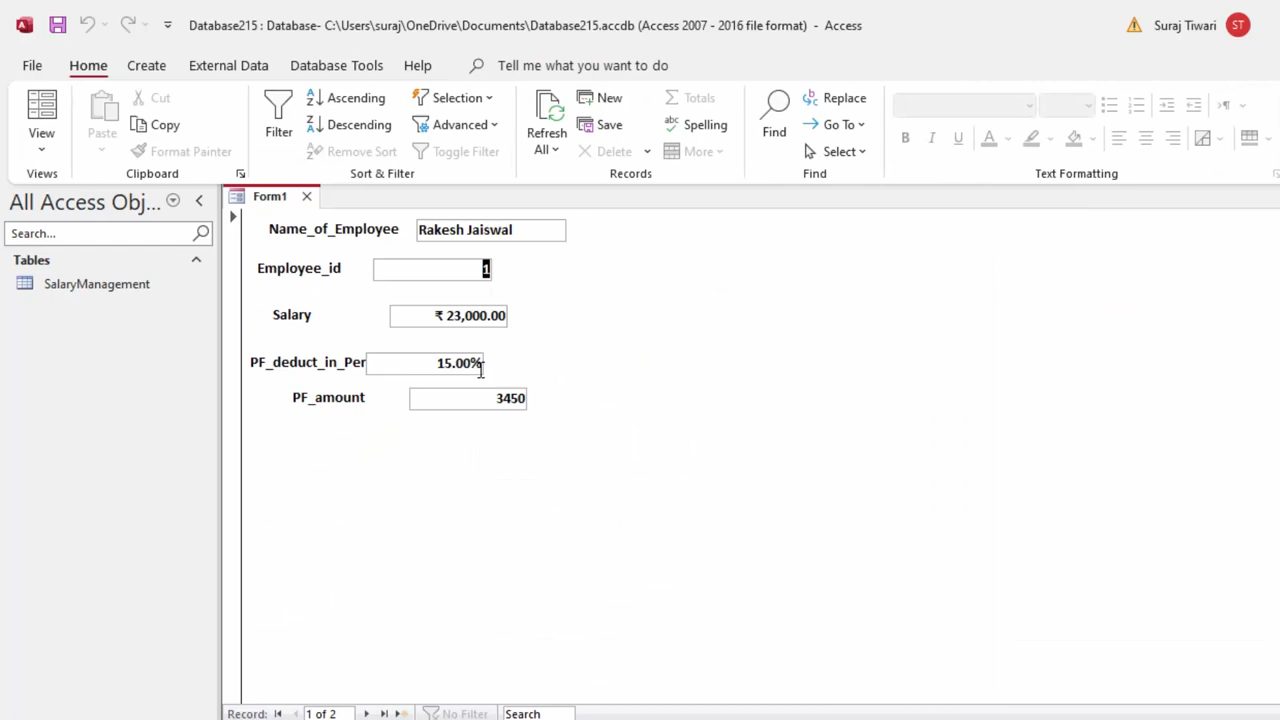 Database215 : Database- C:\Users\suraj\OneDrive\Documents\Database215.accdb (Access 2007 - 2016 file format) - Access
Suraj Tiwari ST
File Home Create External Data Database Tools Help Tell me what you want to do
View
Views
Paste
Cut
Copy
Format Painter
Clipboard
Filter
Ascending
Descending
Remove Sort
Selection
Advanced
Toggle Filter
Sort & Filter
Refresh
All
New
Save
Delete
Totals
Spelling
More
Records
Find
Replace
Go To
Select
Find
B I U A
Text Formatting
All Access Obj...
Search...
Tables
SalaryManagement
Form1
Name_of_Employee Rakesh Jaiswal
Employee_id 1
Salary ₹ 23,000.00
PF_deduct_in_Per 15.00%
PF_amount 3450
Record: 1 of 2 No Filter Search